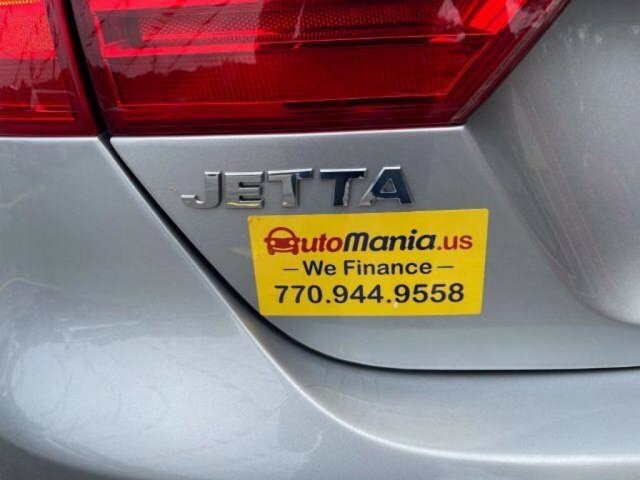 JETTA
AutoMania.us
— We Finance —
770.944.9558